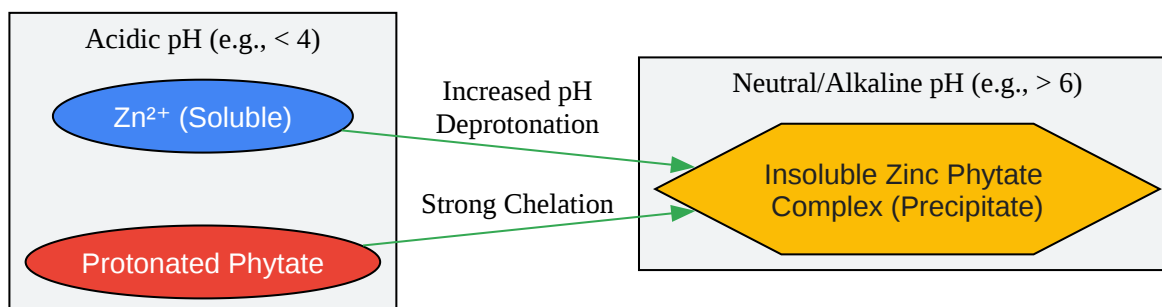 Acidic pH (e.g., < 4)
Zn²⁺ (Soluble)
Protonated Phytate
Increased pH
Deprotonation
Strong Chelation
Neutral/Alkaline pH (e.g., > 6)
Insoluble Zinc Phytate
Complex (Precipitate)